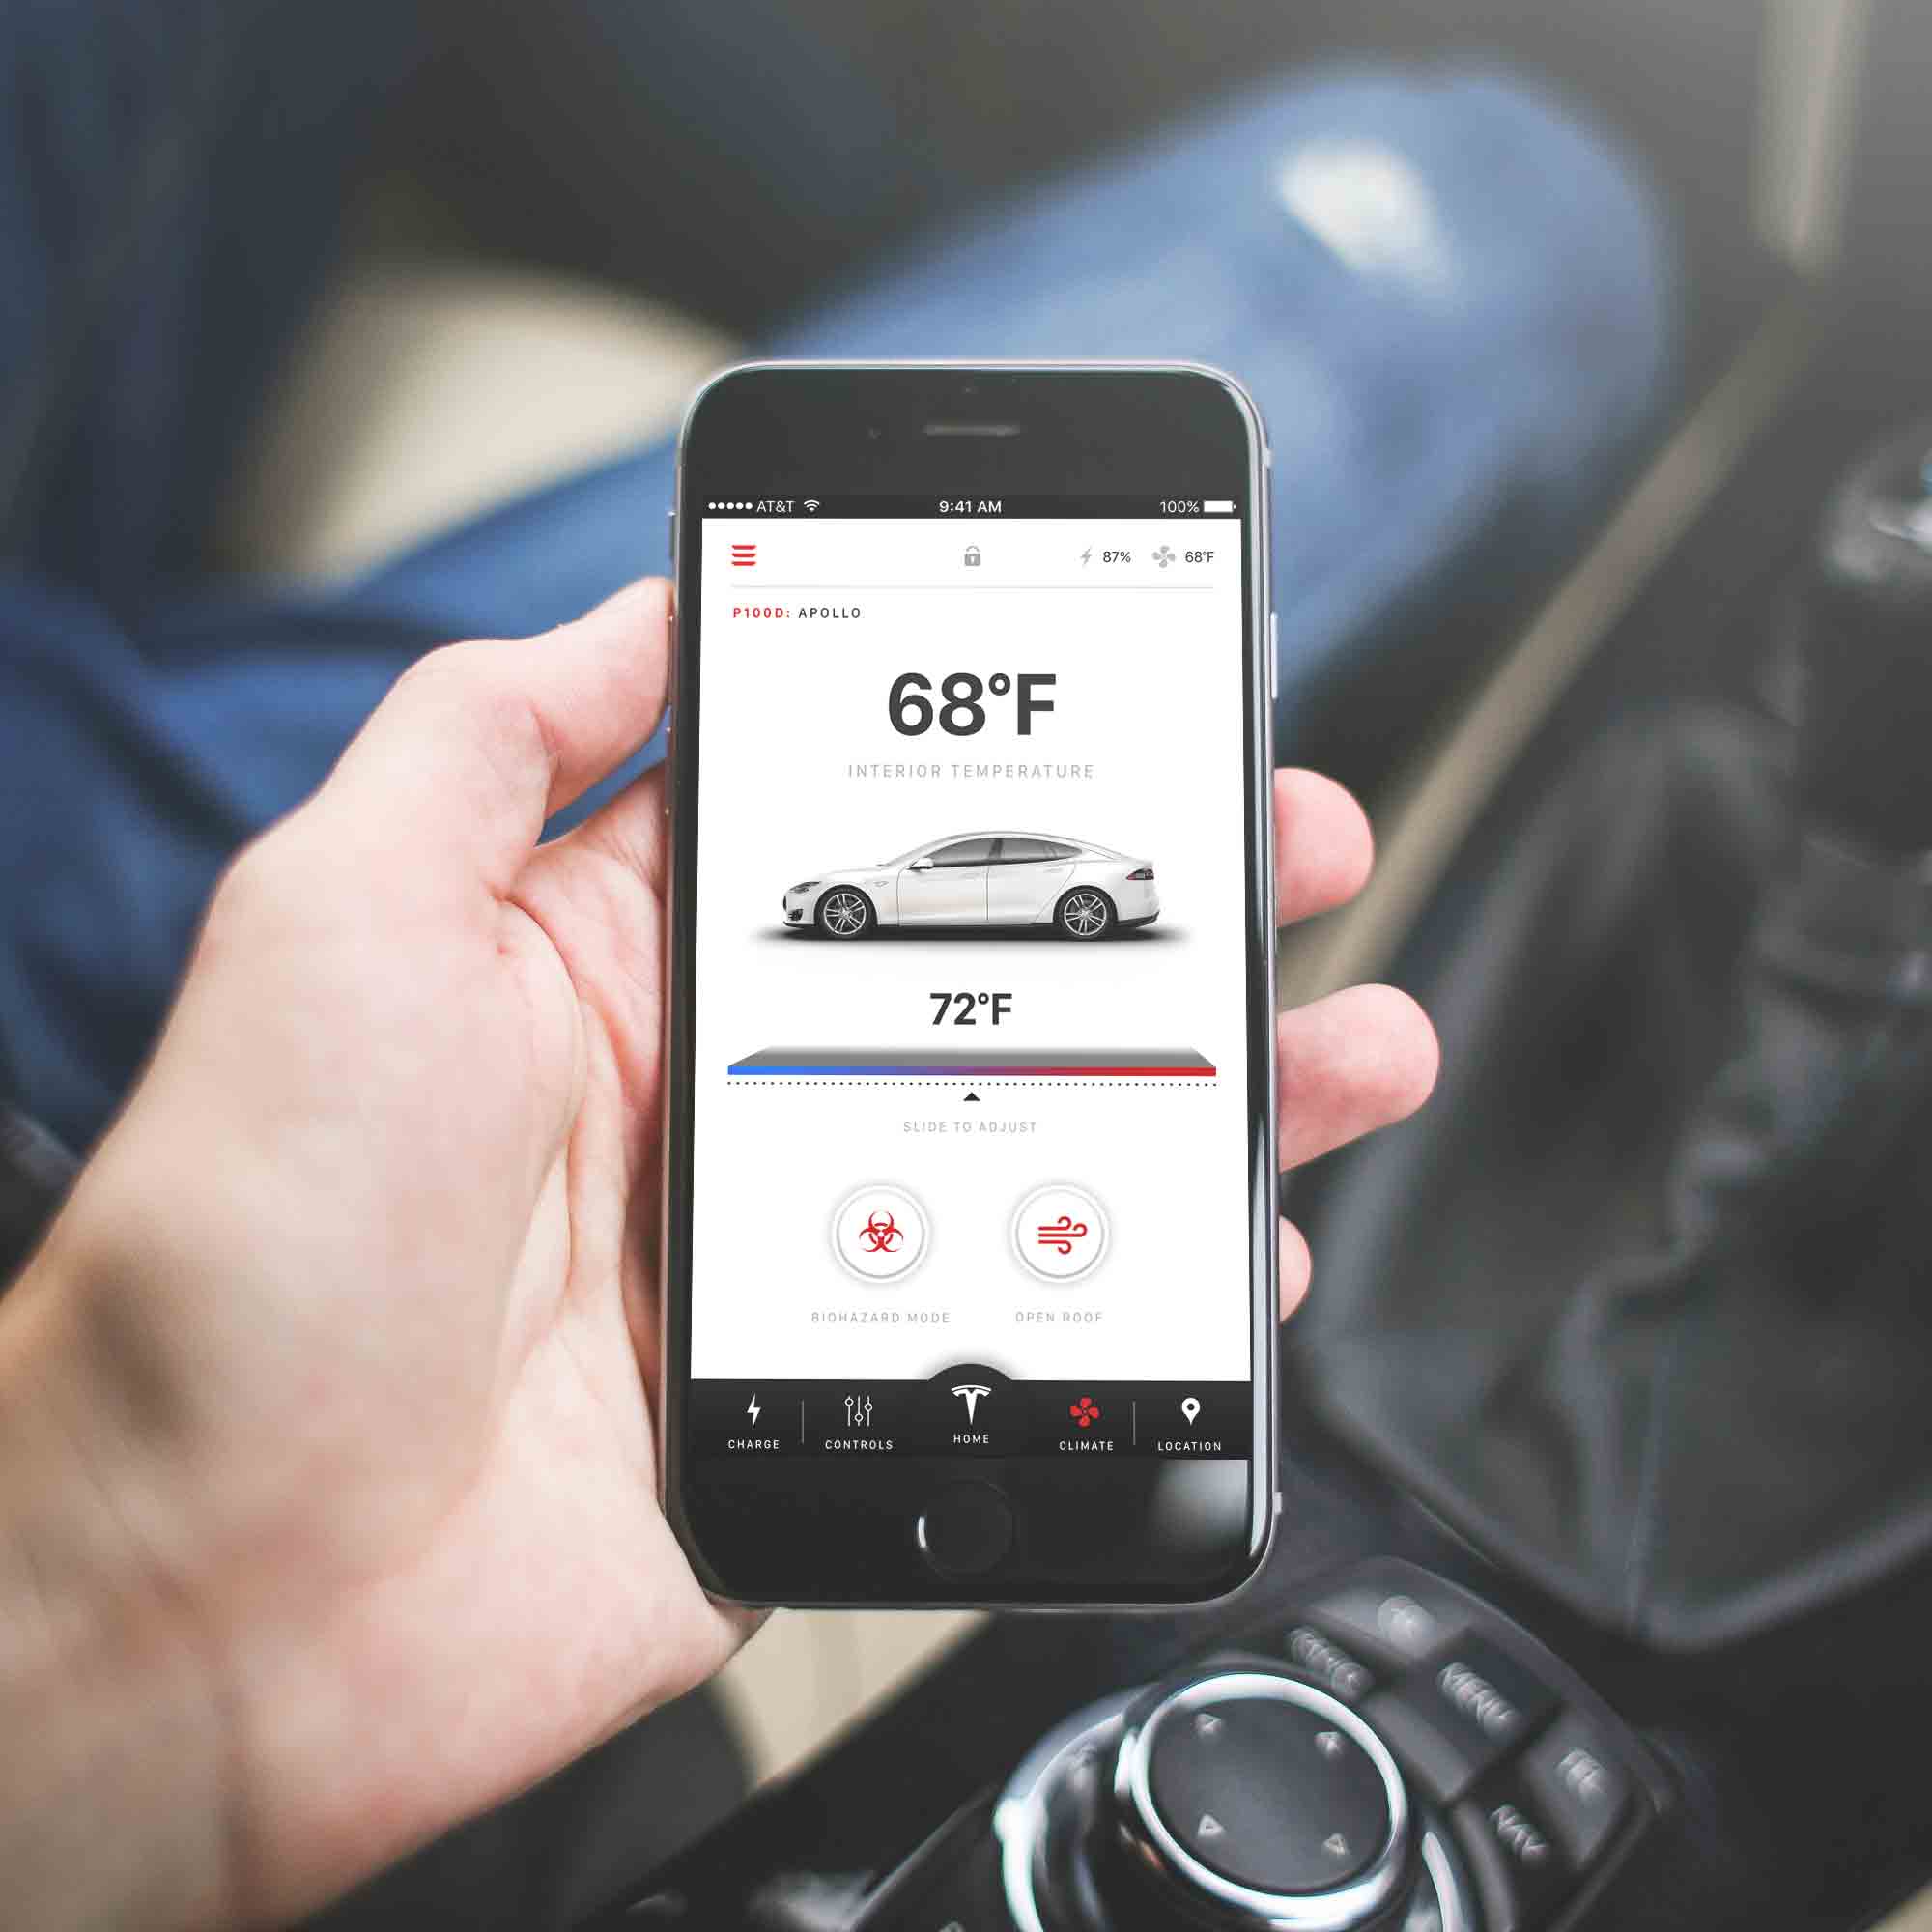 AT&T 9:41 AM 100%
87% 68°F
P100D: APOLLO
68°F
INTERIOR TEMPERATURE
72°F
SLIDE TO ADJUST
BIOHAZARD MODE OPEN ROOF
CHARGE CONTROLS HOME CLIMATE LOCATION
MENU
NAV